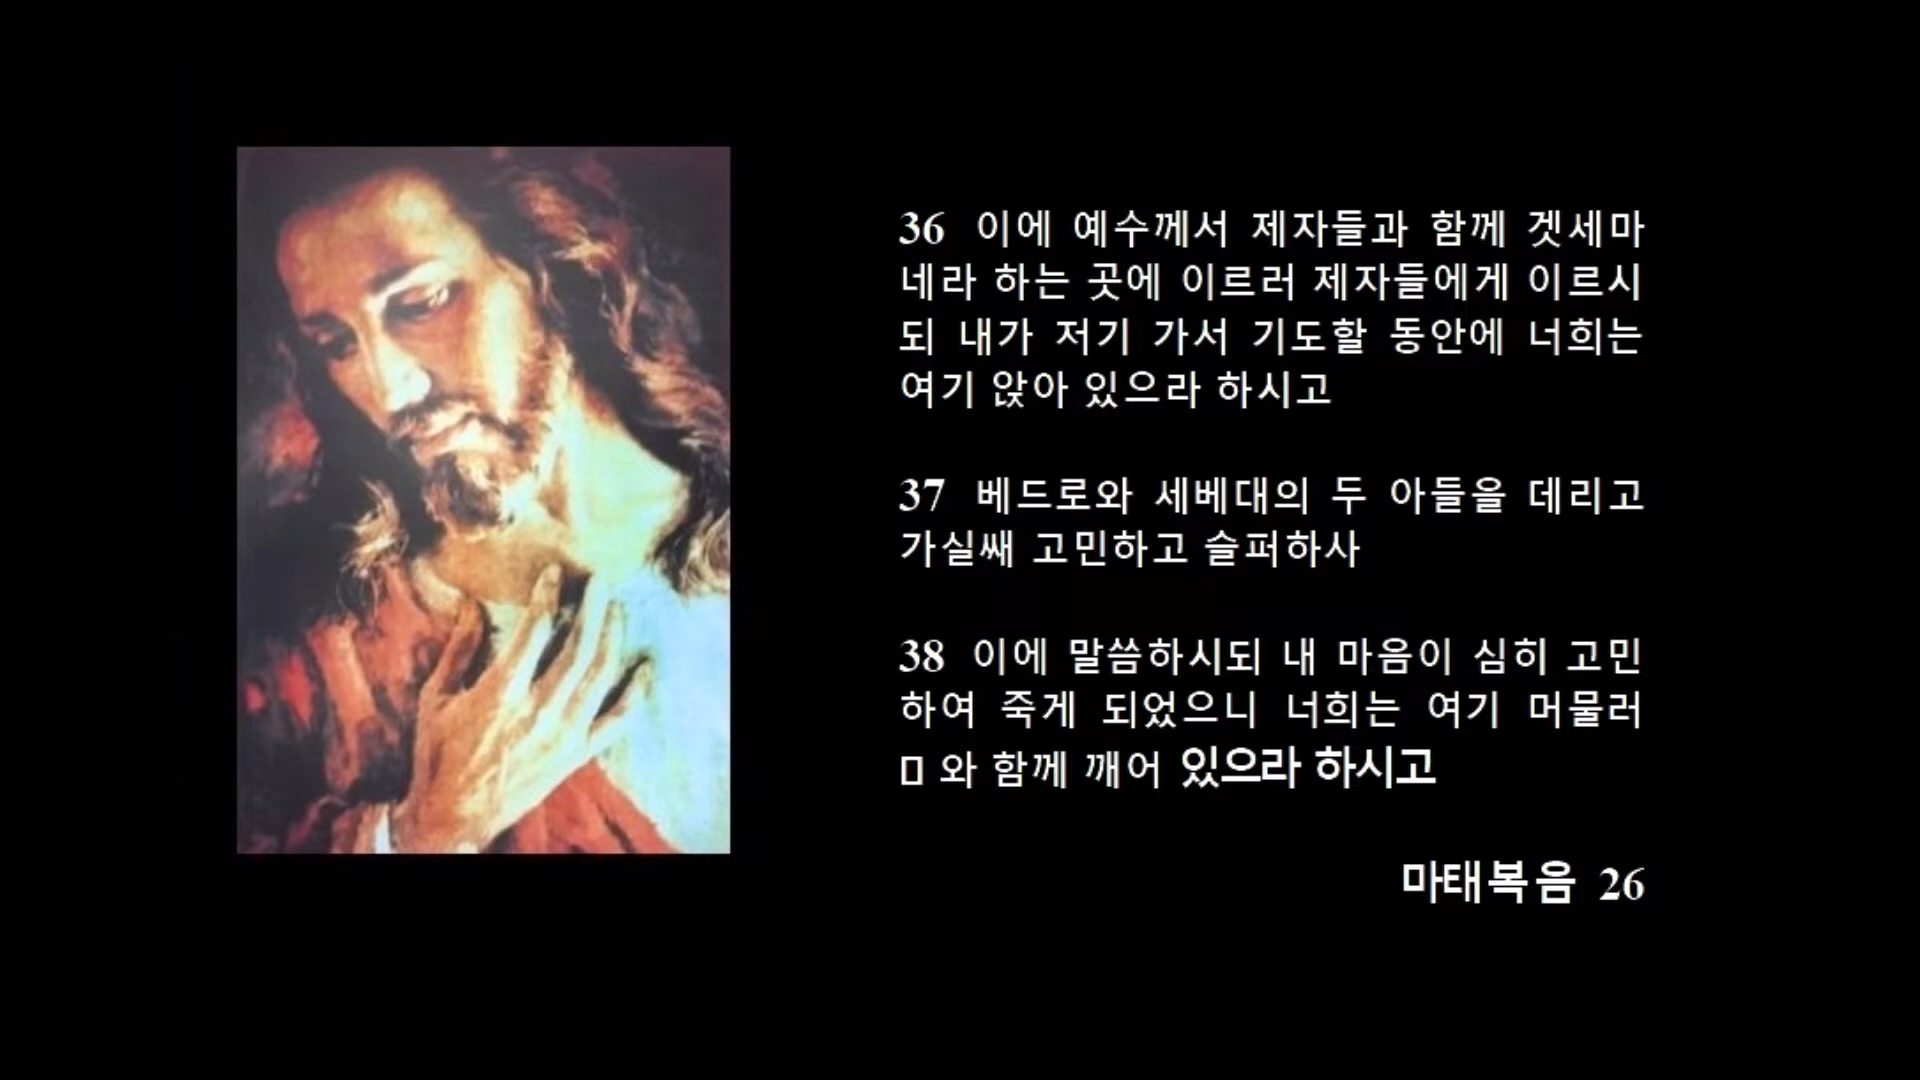 36 이에 예수께서 제자들과 함께 겟세마
네라 하는 곳에 이르러 제자들에게 이르시
되 내가 저기 가서 기도할 동안에 너희는
여기 앉아 있으라 하시고
37 베드로와 세베대의 두 아들을 데리고
가실쌔 고민하고 슬퍼하사
38 이에 말씀하시되 내 마음이 심히 고민
하여 죽게 되었으니 너희는 여기 머물러
와 함께 깨어 있으라 하시고
마태복음 26